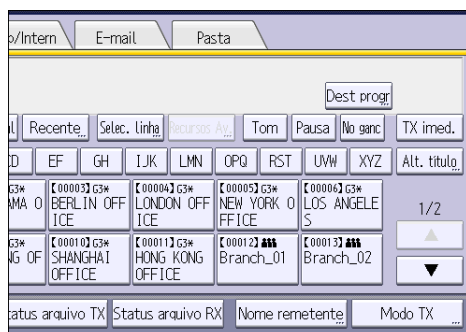 o/Intern E-mail Pasta
Dest progr
al Recente Selec. linha Recursos Av. Tom Pausa No ganc TX imed.
CD EF GH IJK LMN OPQ RST UVW XYZ Alt. título
G3* 【00003】G3* 【00004】G3* 【00005】G3* 【00006】G3*
AMA O BERLIN OFF LONDON OFF NEW YORK O LOS ANGELE 1/2
ICE ICE FFICE S
G3* 【00010】G3* 【00011】G3* 【00012】 【00013】
NG OF SHANGHAI HONG KONG Branch_01 Branch_02
OFFICE OFFICE
tatus arquivo TX Status arquivo RX Nome remetente Modo TX